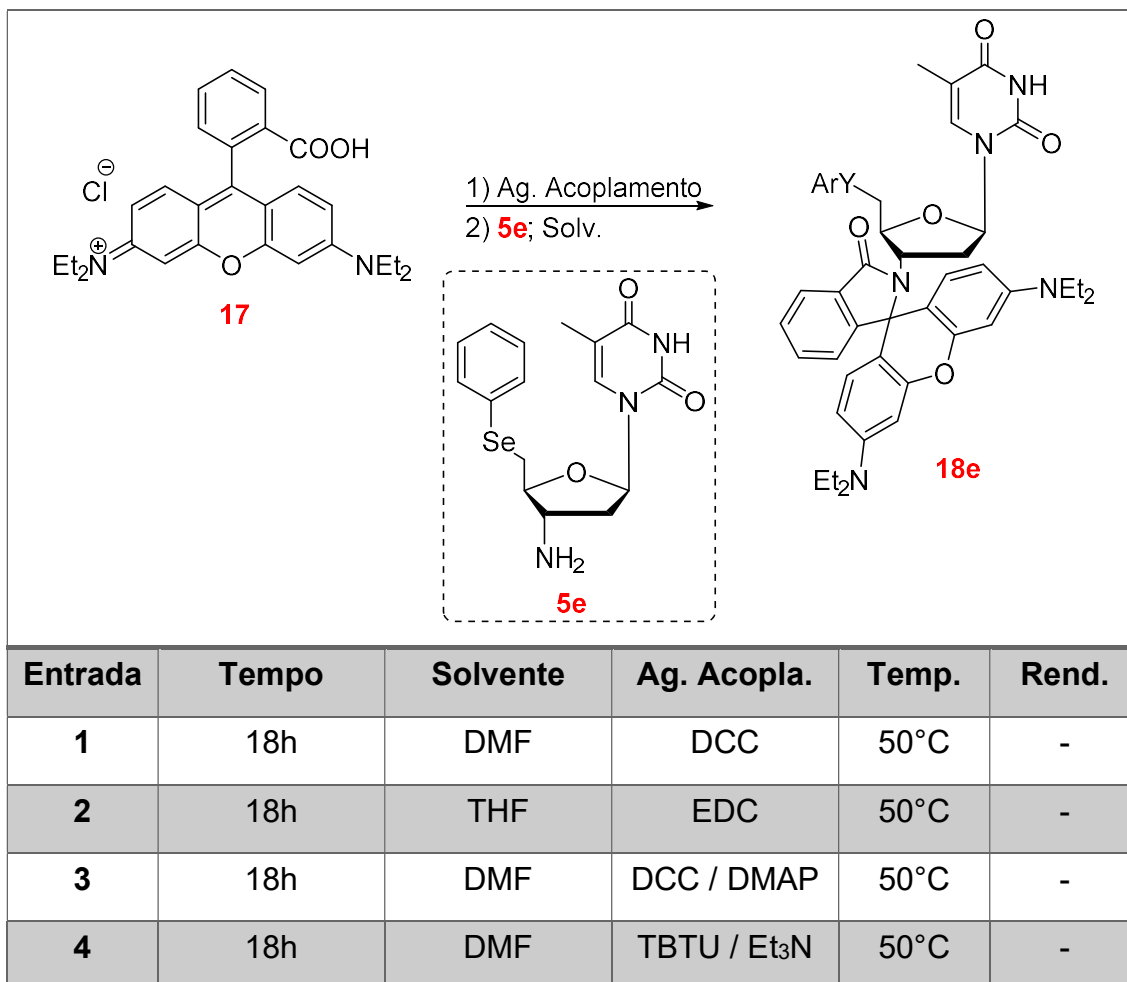 O
NH
N
O
COOH
Cl
⊖
1) Ag. Acoplamento
2) 5e; Solv.
ArY
O
O
N
Et₂N
⊕
O
NEt₂
17
NEt₂
O
Et₂N
18e
O
NH
N
O
Se
O
NH₂
5e
Entrada Tempo Solvente Ag. Acopla. Temp. Rend.
1 18h DMF DCC 50°C -
2 18h THF EDC 50°C -
3 18h DMF DCC / DMAP 50°C -
4 18h DMF TBTU / Et₃N 50°C -